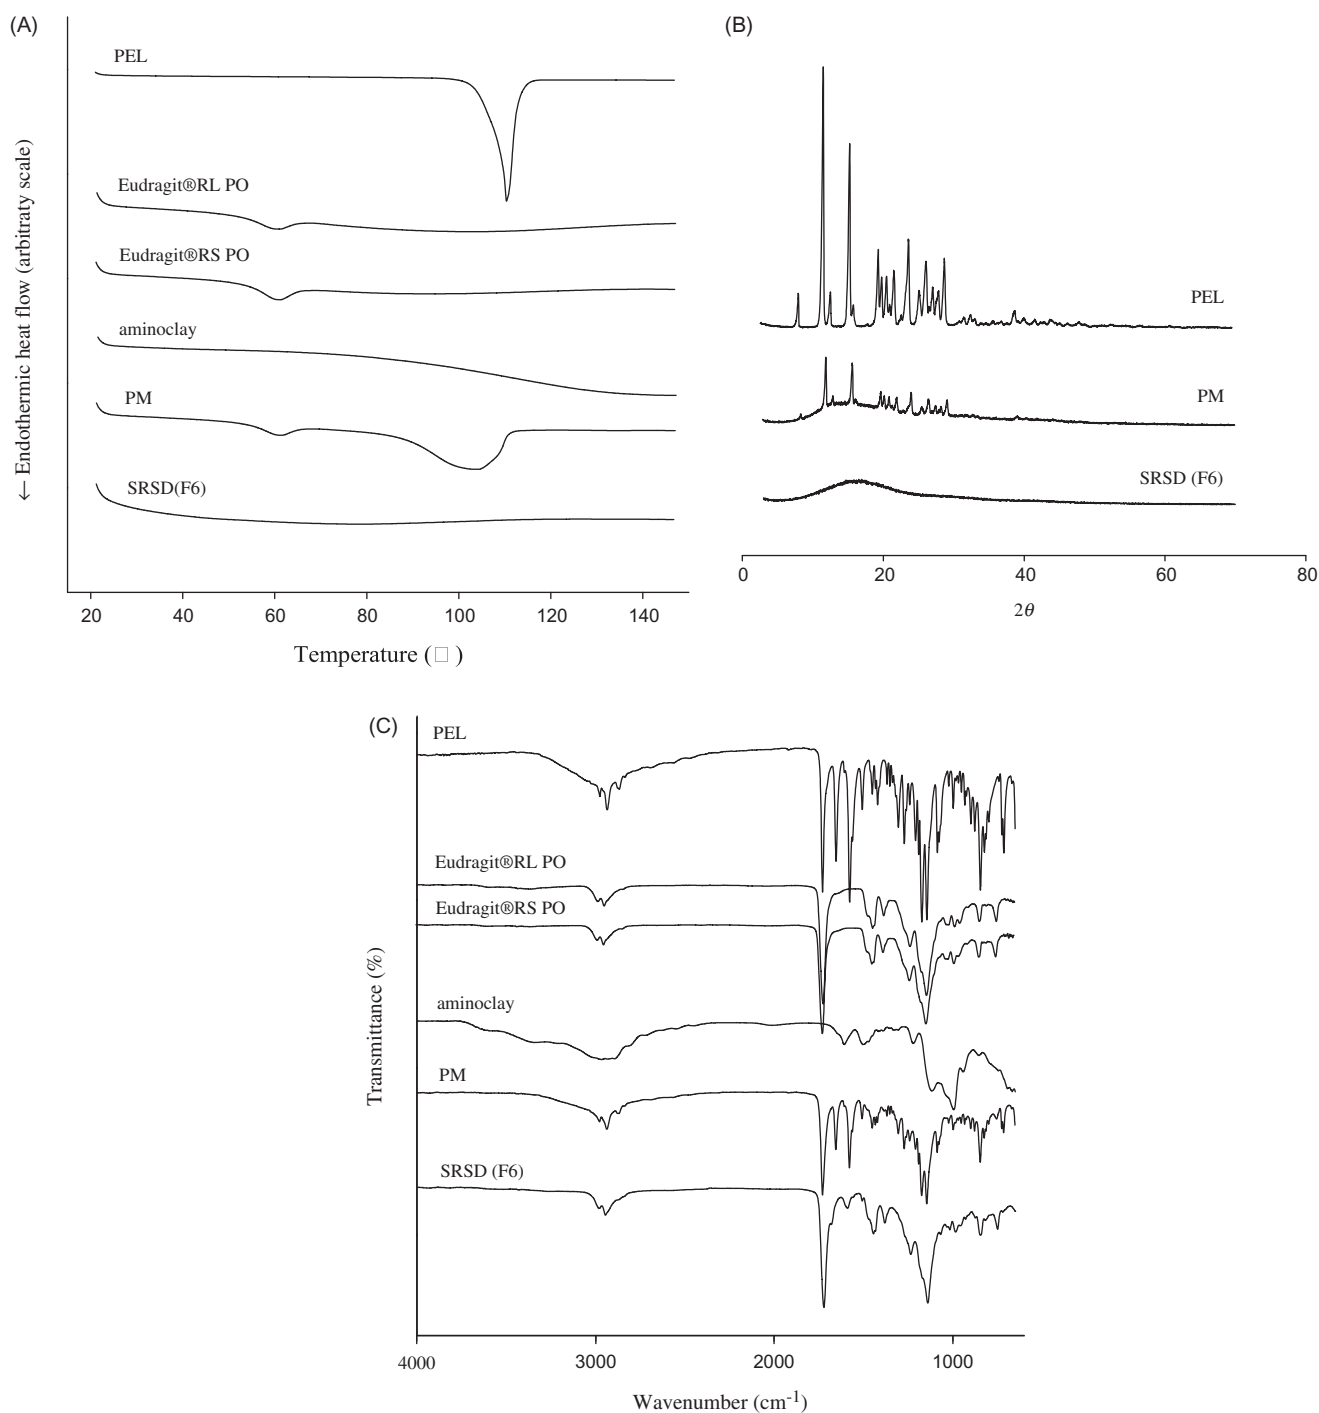 (A)
PEL
Eudragit®RL PO
Eudragit®RS PO
aminoclay
PM
SRSD(F6)
← Endothermic heat flow (arbitraty scale)
20 40 60 80 100 120 140
Temperature (□ )
(B)
PEL
PM
SRSD (F6)
0 20 40 60 80
2θ
(C)
PEL
Eudragit®RL PO
Eudragit®RS PO
aminoclay
PM
SRSD (F6)
Transmittance (%)
4000 3000 2000 1000
Wavenumber (cm-1)